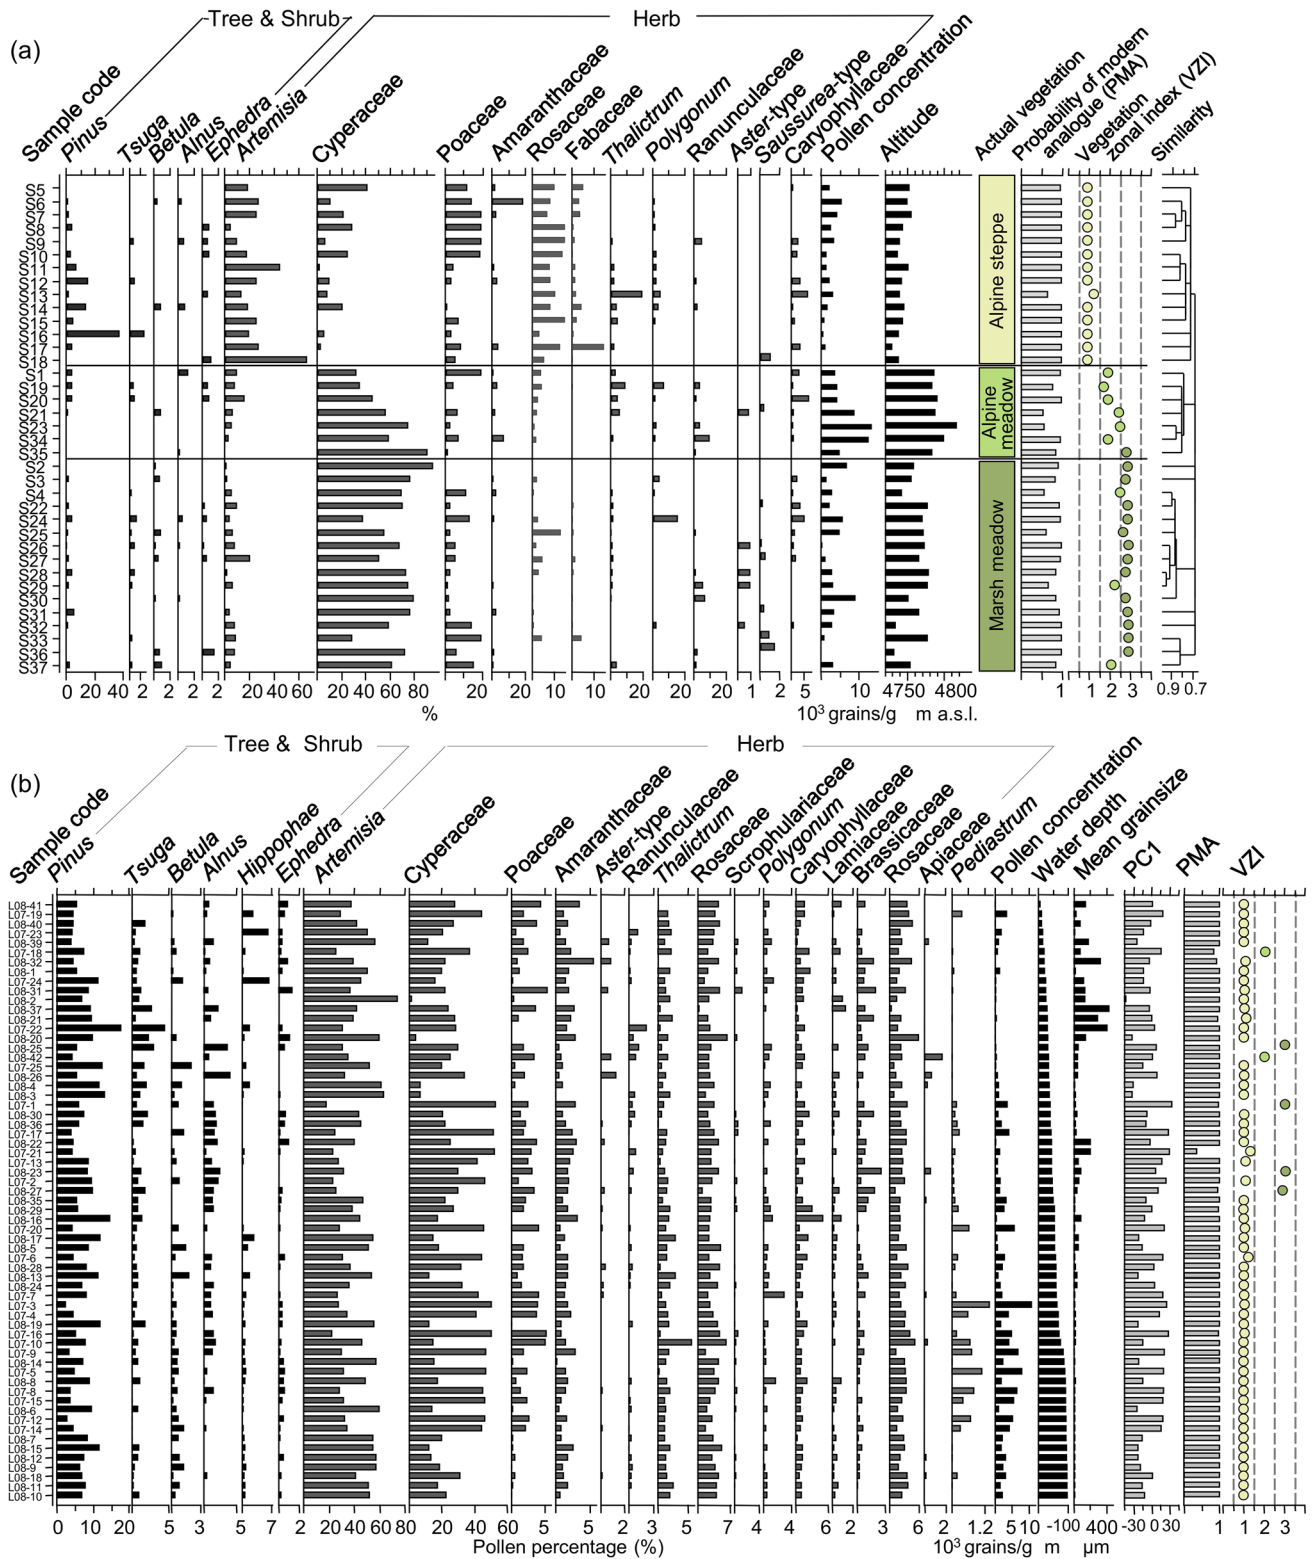 (a)
Tree & Shrub
Herb
Sample code
Pinus
Tsuga
Betula
Alnus
Ephedra
Artemisia
Cyperaceae
Poaceae
Amaranthaceae
Rosaceae
Fabaceae
Thalictrum
Polygonum
Ranunculaceae
Aster-type
Saussurea-type
Caryophyllaceae
Pollen concentration
Altitude
Actual vegetation
Probability of modern
analogue (PMA)
Vegetation
zonal index (VZI)
Similarity
S5
S6
S7
S8
S9
S10
S11
S12
S13
S14
S15
S16
S17
S18
S1
S19
S20
S21
S23
S34
S35
S2
S3
S4
S22
S24
S25
S26
S27
S28
S29
S30
S31
S32
S33
S36
S37
Alpine steppe
Alpine
meadow
Marsh meadow
0 20 40 2 2 2 2 20 40 60 20 40 60 80 20 20 10 10 20 20 20 1 2 5 10 4750 4800 1 1 2 3 0.9 0.7
% 10³ grains/g m a.s.l.
(b)
Tree & Shrub
Herb
Sample code
Pinus
Tsuga
Betula
Alnus
Hippophae
Ephedra
Artemisia
Cyperaceae
Poaceae
Amaranthaceae
Aster-type
Ranunculaceae
Thalictrum
Rosaceae
Scrophulariaceae
Polygonum
Caryophyllaceae
Lamiaceae
Brassicaceae
Rosaceae
Apiaceae
Pediastrum
Pollen concentration
Water depth
Mean grainsize
PC1
PMA
VZI
L08-41
L07-19
L08-40
L07-23
L08-39
L07-18
L08-32
L08-1
L07-24
L08-31
L08-2
L08-37
L08-21
L07-22
L08-20
L08-25
L08-42
L07-25
L08-26
L08-4
L08-3
L07-1
L08-30
L08-36
L07-17
L08-22
L07-21
L07-13
L08-23
L07-2
L08-27
L08-35
L08-29
L08-16
L07-20
L08-17
L08-5
L07-6
L08-28
L08-13
L08-24
L07-7
L07-3
L07-4
L08-19
L07-16
L07-10
L07-9
L08-14
L07-5
L08-8
L07-8
L07-15
L08-6
L07-12
L07-14
L08-7
L08-15
L08-12
L08-9
L08-18
L08-11
L08-10
0 10 20 5 3 5 7 2 20 40 60 80 20 40 60 5 5 2 3 5 7 4 4 6 2 3 6 2 1.2 5 10 -100 400 -30 0 30 1 1 2 3
Pollen percentage (%) 10³ grains/g m µm